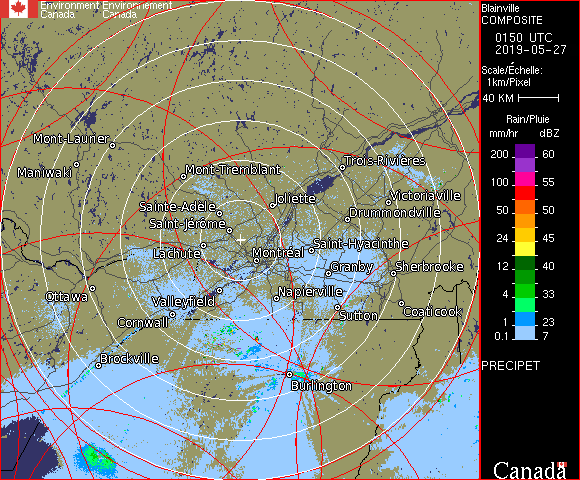 Environment Environnement
Canada Canada
Blainville
COMPOSITE
0150 UTC
2019-05-27
Scale/Échelle:
1km/Pixel
40 KM
Rain/Pluie
mm/hr dBZ
200 60
100 55
50 50
24 45
12 40
4 33
1 23
0.1 7
PRECIPET
Canada
Mont-Laurier
Maniwaki
Mont-Tremblant
Trois-Rivières
Sainte-Adèle
Joliette
Victoriaville
Saint-Jérôme
Drummondville
Lachute
Montréal
Saint-Hyacinthe
Granby
Sherbrooke
Ottawa
Valleyfield
Napierville
Cornwall
Sutton
Coaticook
Brockville
Burlington